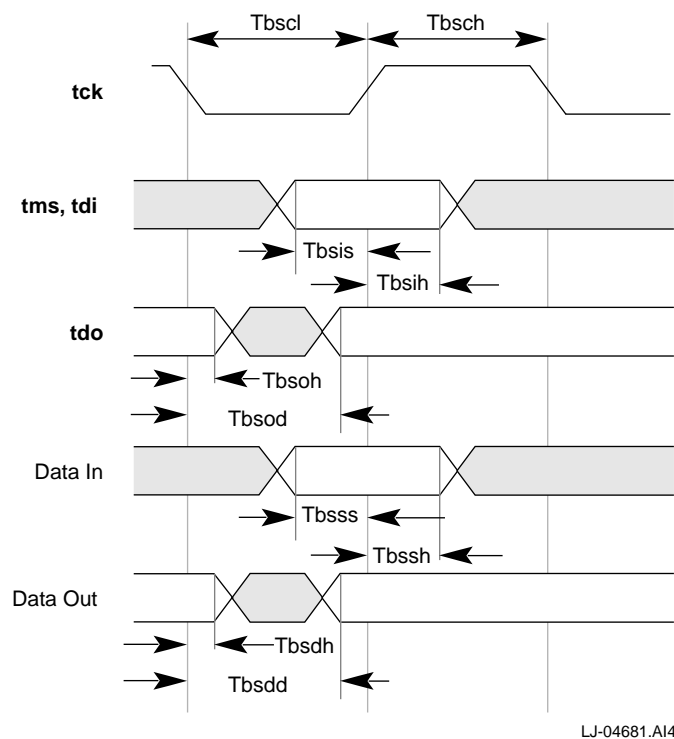 Tbscl
Tbsch
tck
tms, tdi
Tbsis
Tbsih
tdo
Tbsoh
Tbsod
Data In
Tbsss
Tbssh
Data Out
Tbsdh
Tbsdd
LJ-04681.AI4